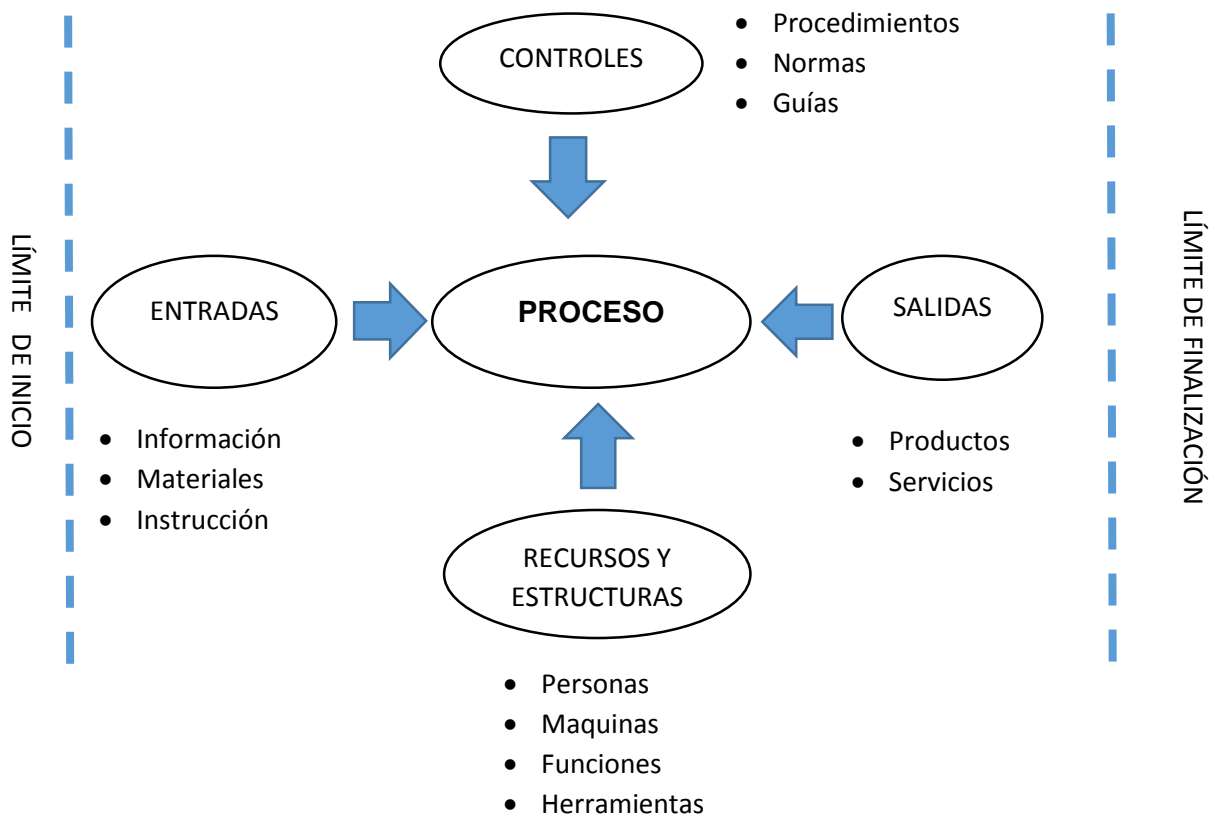 CONTROLES
• Procedimientos
• Normas
• Guías
LÍMITE DE INICIO
ENTRADAS
PROCESO
SALIDAS
LÍMITE DE FINALIZACIÓN
• Información
• Materiales
• Instrucción
• Productos
• Servicios
RECURSOS Y
ESTRUCTURAS
• Personas
• Maquinas
• Funciones
• Herramientas